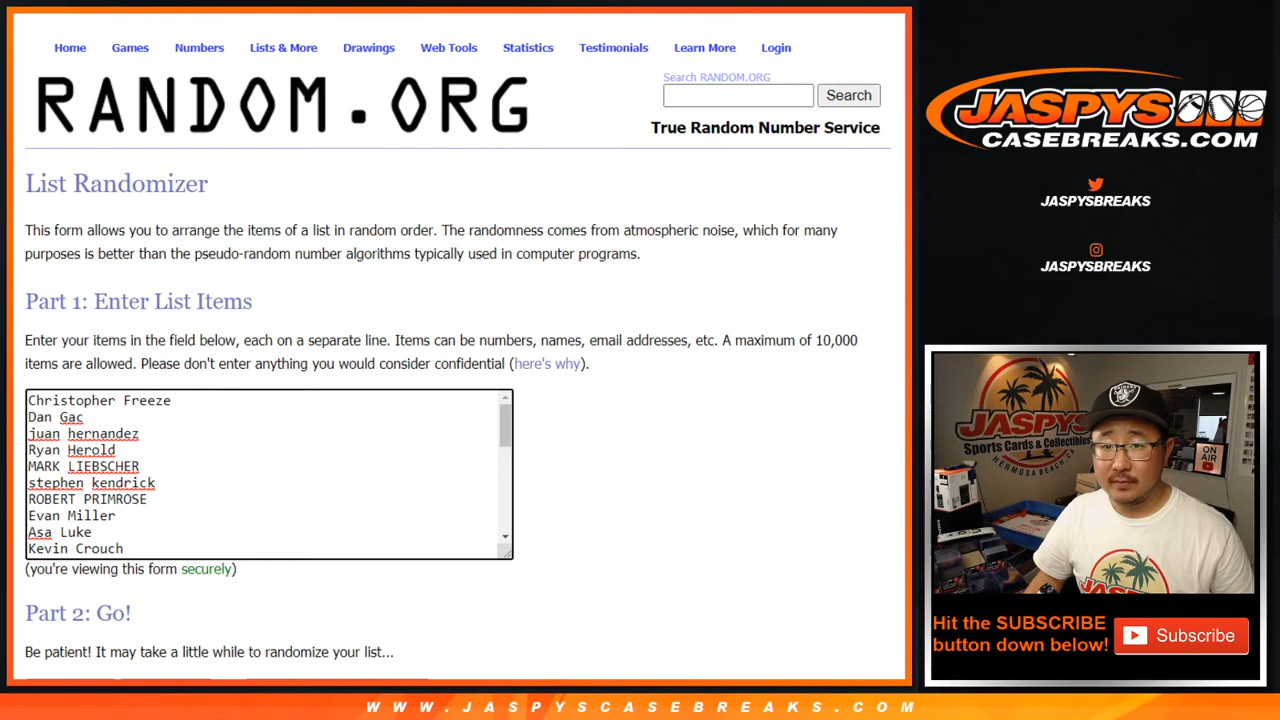 Home Games Numbers Lists & More Drawings Web Tools Statistics Testimonials Learn More Login
RANDOM.ORG
Search RANDOM.ORG
Search
True Random Number Service
List Randomizer
This form allows you to arrange the items of a list in random order. The randomness comes from atmospheric noise, which for many
purposes is better than the pseudo-random number algorithms typically used in computer programs.
Part 1: Enter List Items
Enter your items in the field below, each on a separate line. Items can be numbers, names, email addresses, etc. A maximum of 10,000
items are allowed. Please don't enter anything you would consider confidential (here's why).
Christopher Freeze
Dan Gac
juan hernandez
Ryan Herold
MARK LIEBSCHER
stephen kendrick
ROBERT PRIMROSE
Evan Miller
Asa Luke
Kevin Crouch
(you're viewing this form securely)
Part 2: Go!
Be patient! It may take a little while to randomize your list...
JASPYS
CASEBREAKS.COM
JASPYSBREAKS
JASPYSBREAKS
JASPYS
Sports Cards & Collectibles
HERMOSA BEACH, CA
RAIDERS
ON AIR
JASPYS
Hit the SUBSCRIBE
button down below!
Subscribe
WWW.JASPYSCASEBREAKS.COM